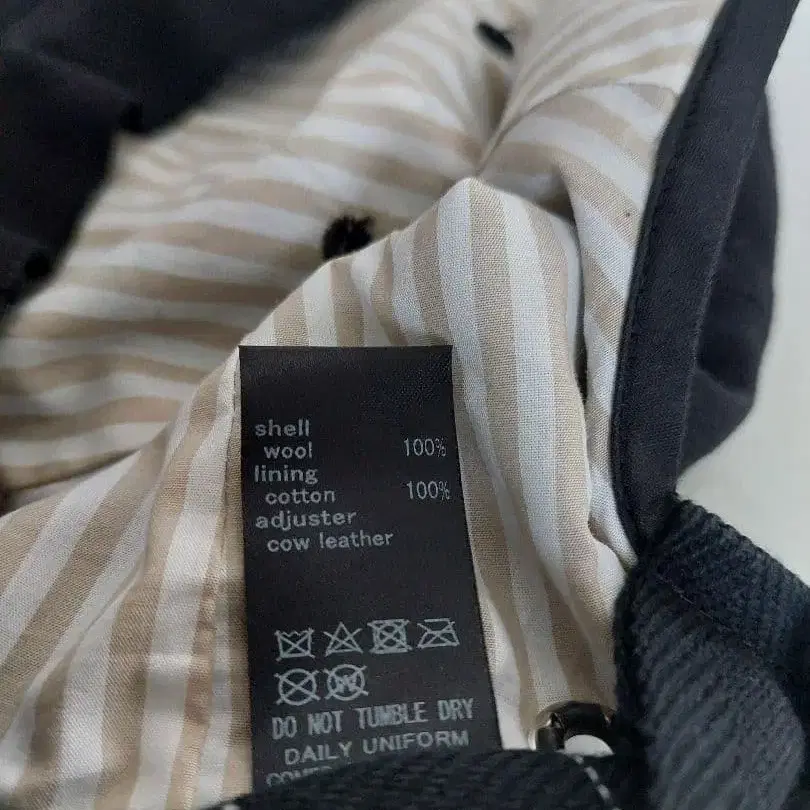 shell
wool 100%
lining
cotton 100%
adjuster
cow leather
W
DO NOT TUMBLE DRY
DAILY UNIFORM